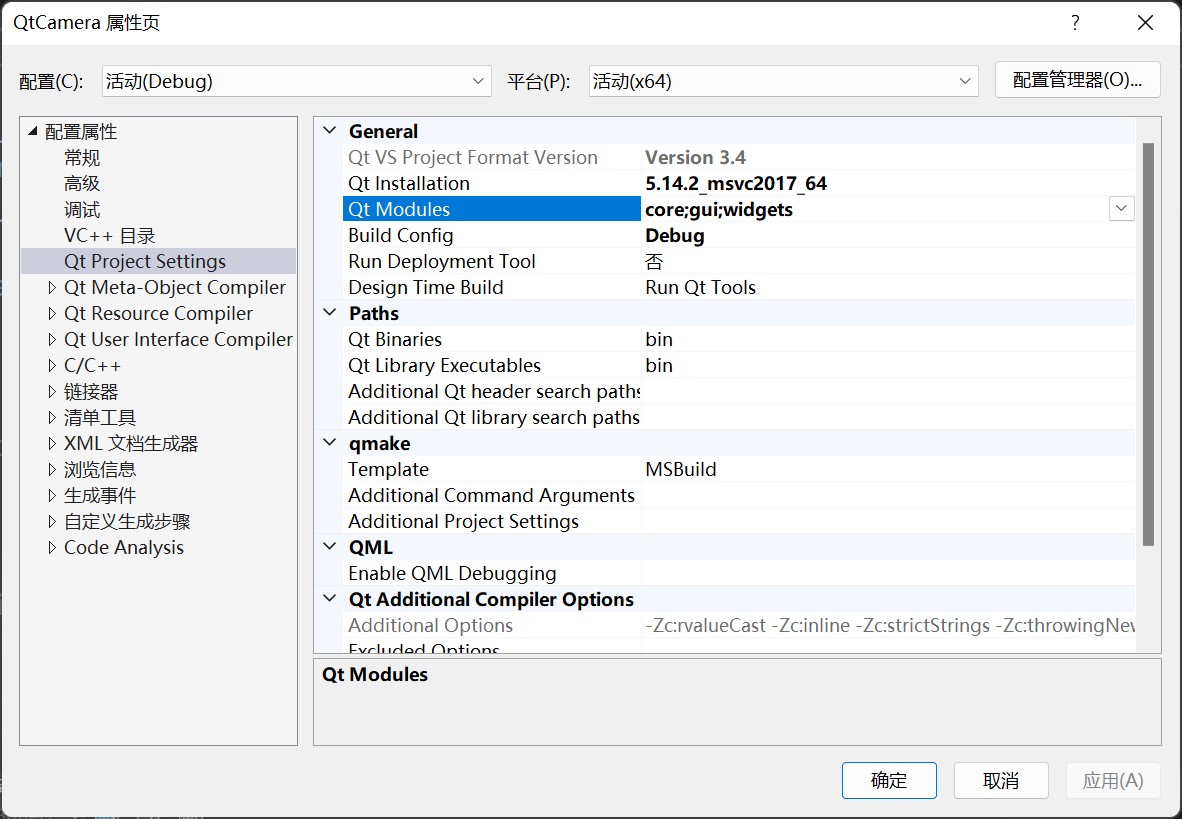 QtCamera 属性页
?
配置(C): 活动(Debug) 平台(P): 活动(x64) 配置管理器(O)...
配置属性
常规
高级
调试
VC++ 目录
Qt Project Settings
Qt Meta-Object Compiler
Qt Resource Compiler
Qt User Interface Compiler
C/C++
链接器
清单工具
XML 文档生成器
浏览信息
生成事件
自定义生成步骤
Code Analysis
General
Qt VS Project Format Version Version 3.4
Qt Installation 5.14.2_msvc2017_64
Qt Modules core;gui;widgets
Build Config Debug
Run Deployment Tool 否
Design Time Build Run Qt Tools
Paths
Qt Binaries bin
Qt Library Executables bin
Additional Qt header search paths
Additional Qt library search paths
qmake
Template MSBuild
Additional Command Arguments
Additional Project Settings
QML
Enable QML Debugging
Qt Additional Compiler Options
Additional Options -Zc:rvalueCast -Zc:inline -Zc:strictStrings -Zc:throwingNew
Excluded Options
Qt Modules
确定 取消 应用(A)